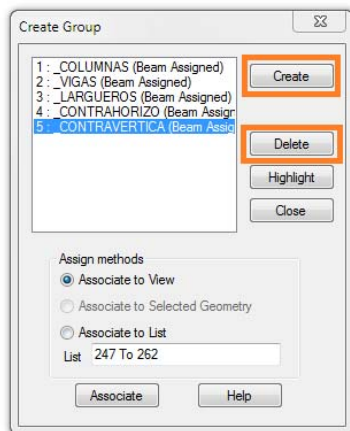 Create Group
1 : _COLUMNAS (Beam Assigned)
2 : _VIGAS (Beam Assigned)
3 : _LARGUEROS (Beam Assigned)
4 : _CONTRAHORIZO (Beam Assign
5 : _CONTRAVERTICA (Beam Assig
Create
Delete
Highlight
Close
Assign methods
Associate to View
Associate to Selected Geometry
Associate to List
List 247 To 262
Associate Help